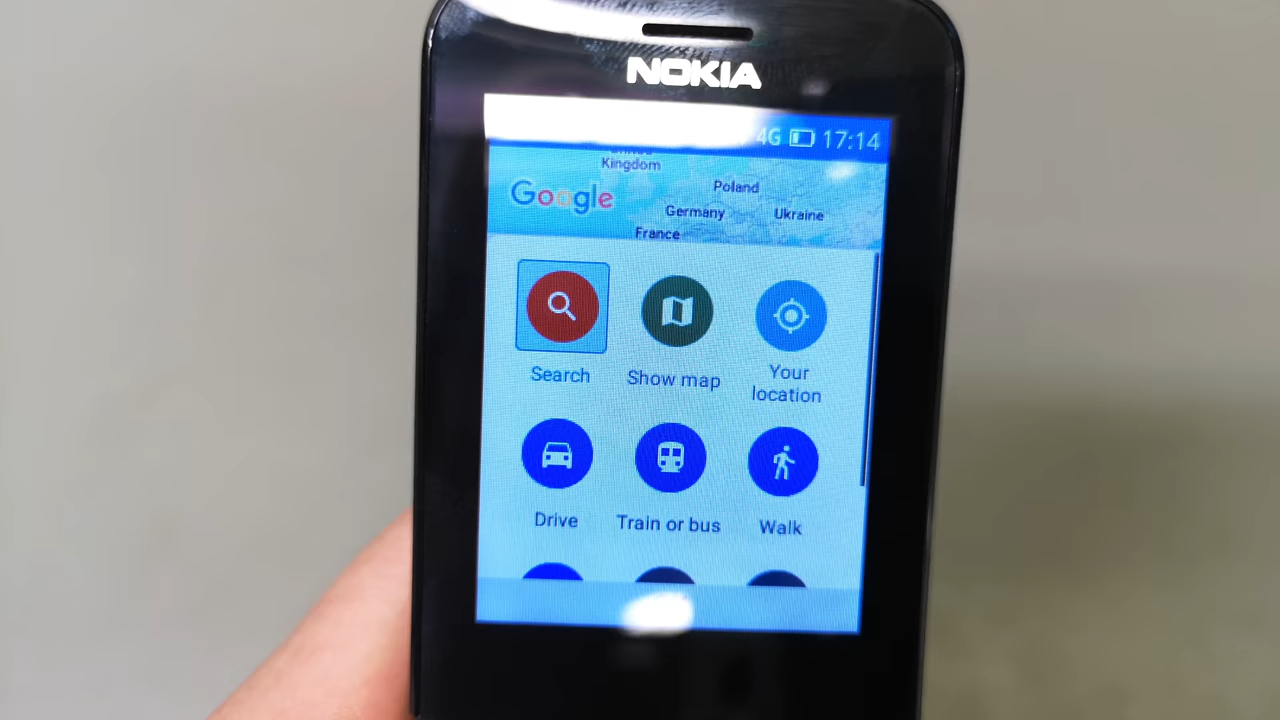 NOKIA
4G 17:14
United
Kingdom
Google
Poland
Germany
Ukraine
France
Search
Show map
Your
location
Drive
Train or bus
Walk